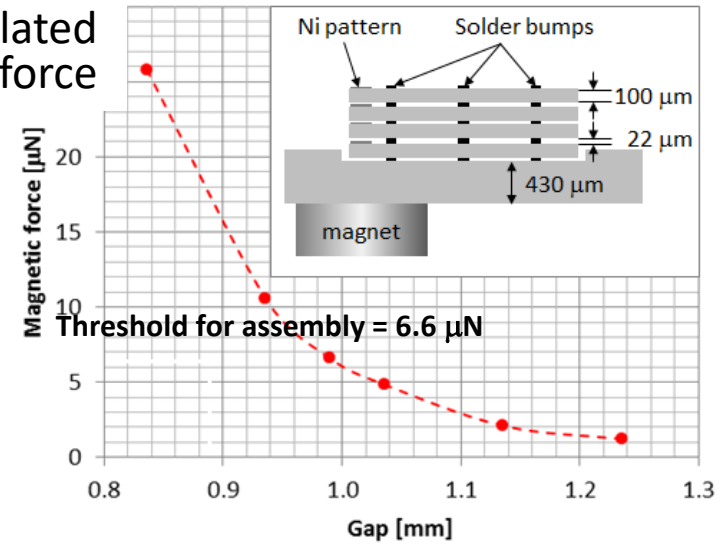 lated
force
Ni pattern
Solder bumps
100 μm
22 μm
430 μm
magnet
Magnetic force [μN]
20
15
10
5
0
Threshold for assembly = 6.6 μN
0.8
0.9
1.0
1.1
1.2
1.3
Gap [mm]